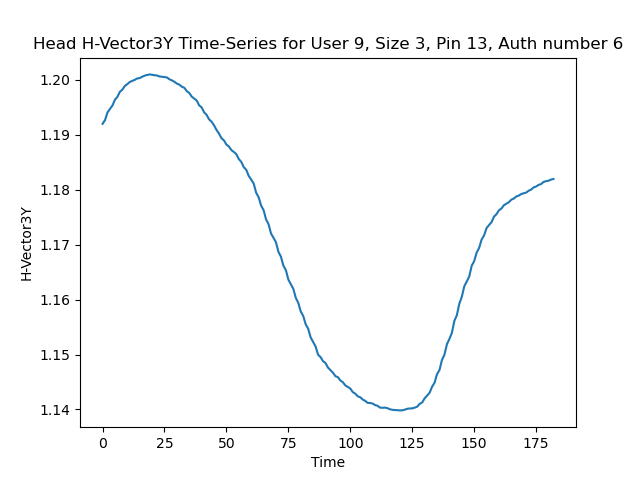 Head H-Vector3Y Time-Series for User 9, Size 3, Pin 13, Auth number 6
1.20
1.19
1.18
1.17
1.16
1.15
1.14
H-Vector3Y
0 25 50 75 100 125 150 175
Time